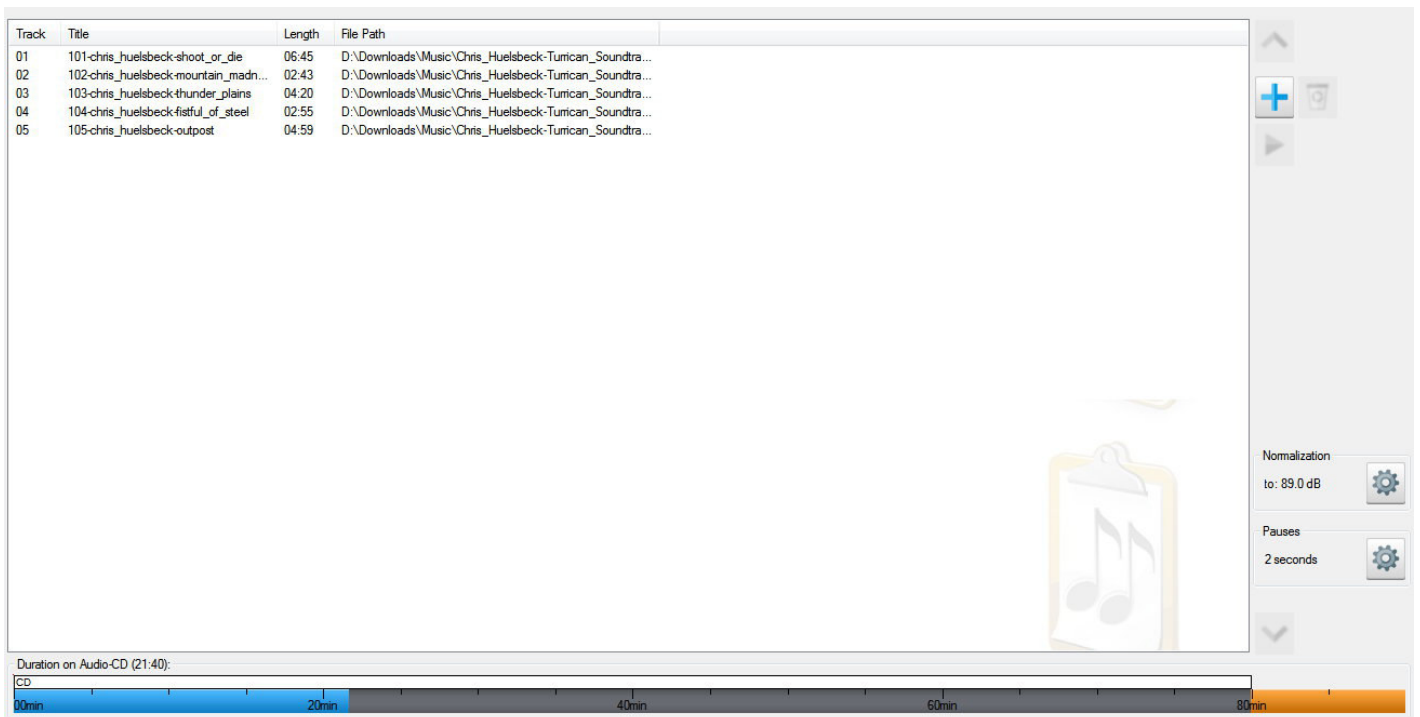 Track Title Length File Path
01 101-chris_huelsbeck-shoot_or_die 06:45 D:\Downloads\Music\Chris_Huelsbeck-Turrican_Soundtra...
02 102-chris_huelsbeck-mountain_madn... 02:43 D:\Downloads\Music\Chris_Huelsbeck-Turrican_Soundtra...
03 103-chris_huelsbeck-thunder_plains 04:20 D:\Downloads\Music\Chris_Huelsbeck-Turrican_Soundtra...
04 104-chris_huelsbeck-fistful_of_steel 02:55 D:\Downloads\Music\Chris_Huelsbeck-Turrican_Soundtra...
05 105-chris_huelsbeck-outpost 04:59 D:\Downloads\Music\Chris_Huelsbeck-Turrican_Soundtra...
Normalization
to: 89.0 dB
Pauses
2 seconds
Duration on Audio-CD (21:40):
CD
00min 20min 40min 60min 80min